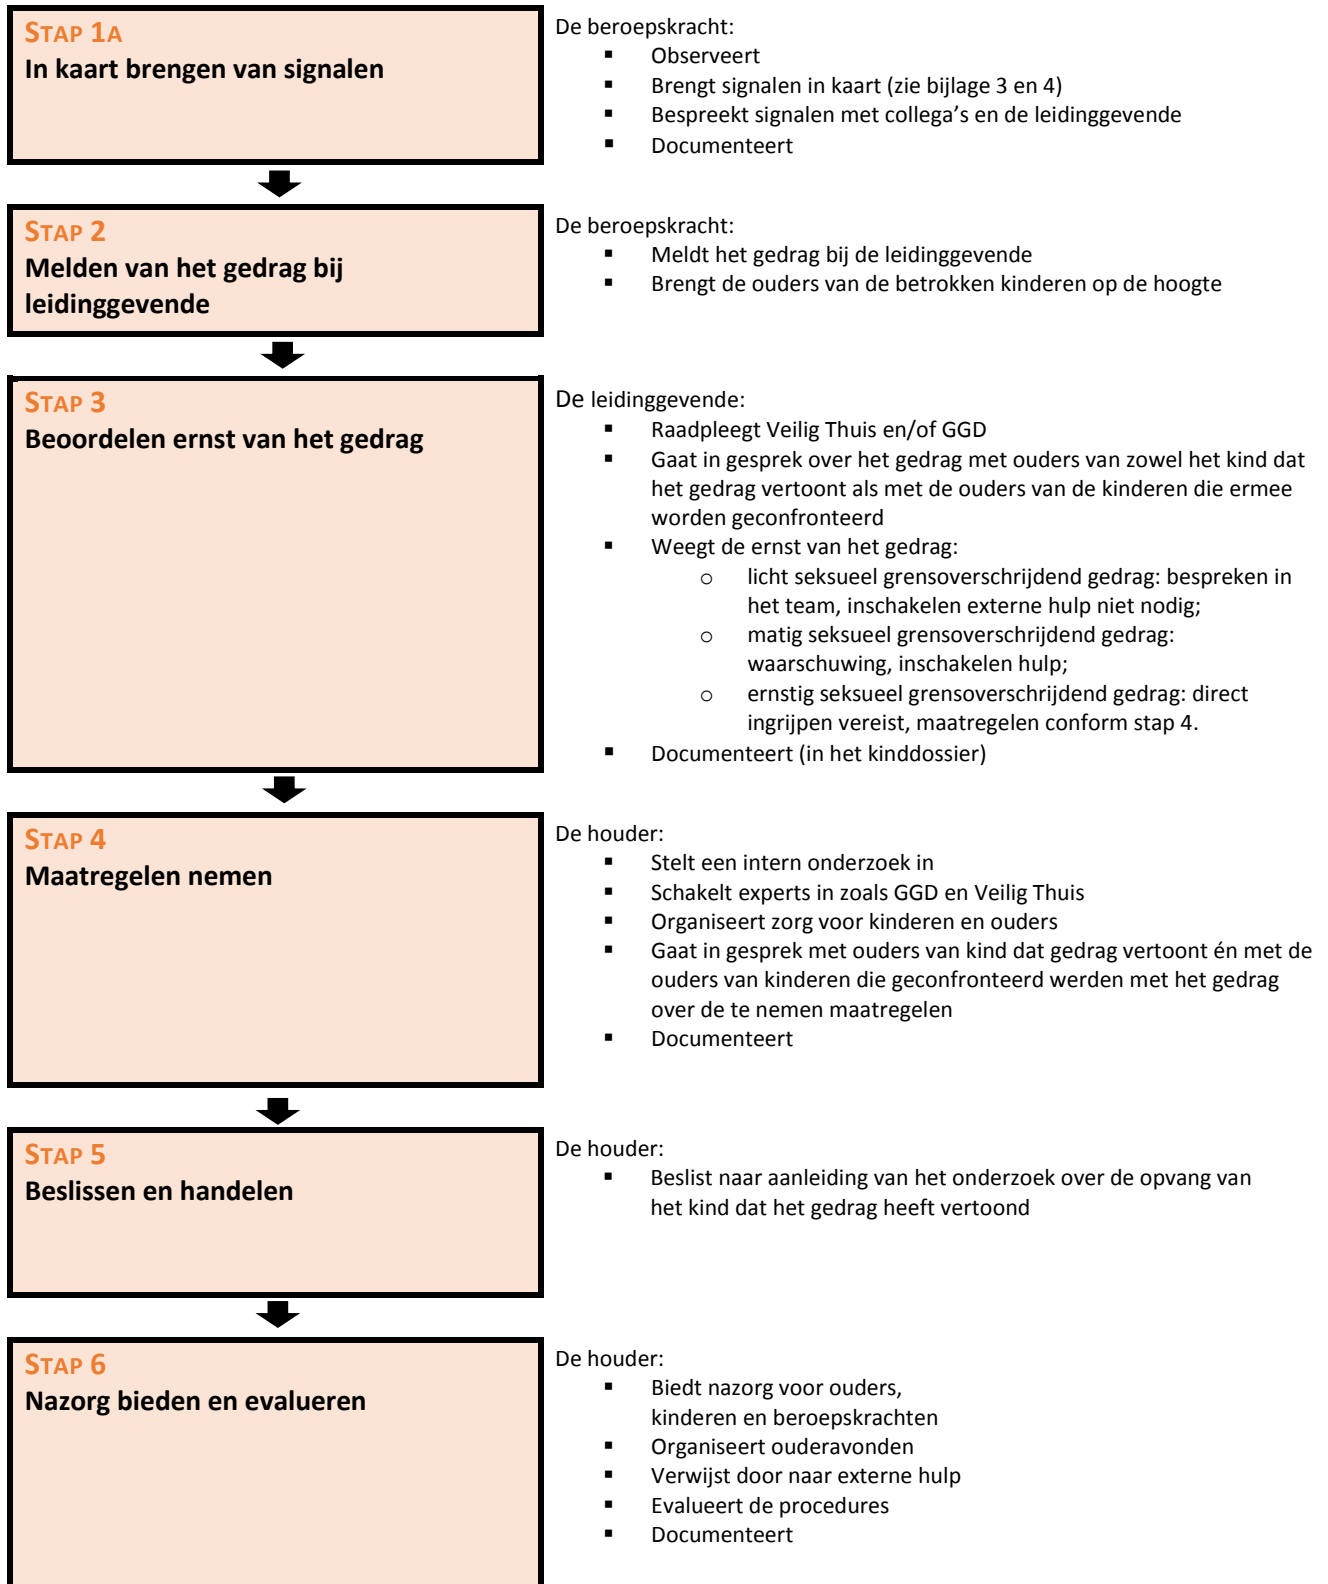 STAP 1A
In kaart brengen van signalen
De beroepskracht:
▪ Observeert
▪ Brengt signalen in kaart (zie bijlage 3 en 4)
▪ Bespreekt signalen met collega’s en de leidinggevende
▪ Documenteert
STAP 2
Melden van het gedrag bij
leidinggevende
De beroepskracht:
▪ Meldt het gedrag bij de leidinggevende
▪ Brengt de ouders van de betrokken kinderen op de hoogte
STAP 3
Beoordelen ernst van het gedrag
De leidinggevende:
▪ Raadpleegt Veilig Thuis en/of GGD
▪ Gaat in gesprek over het gedrag met ouders van zowel het kind dat
het gedrag vertoont als met de ouders van de kinderen die ermee
worden geconfronteerd
▪ Weegt de ernst van het gedrag:
o licht seksueel grensoverschrijdend gedrag: bespreken in
het team, inschakelen externe hulp niet nodig;
o matig seksueel grensoverschrijdend gedrag:
waarschuwing, inschakelen hulp;
o ernstig seksueel grensoverschrijdend gedrag: direct
ingrijpen vereist, maatregelen conform stap 4.
▪ Documenteert (in het kinddossier)
STAP 4
Maatregelen nemen
De houder:
▪ Stelt een intern onderzoek in
▪ Schakelt experts in zoals GGD en Veilig Thuis
▪ Organiseert zorg voor kinderen en ouders
▪ Gaat in gesprek met ouders van kind dat gedrag vertoont én met de
ouders van kinderen die geconfronteerd werden met het gedrag
over de te nemen maatregelen
▪ Documenteert
STAP 5
Beslissen en handelen
De houder:
▪ Beslist naar aanleiding van het onderzoek over de opvang van
het kind dat het gedrag heeft vertoond
STAP 6
Nazorg bieden en evalueren
De houder:
▪ Biedt nazorg voor ouders,
kinderen en beroepskrachten
▪ Organiseert ouderavonden
▪ Verwijst door naar externe hulp
▪ Evalueert de procedures
▪ Documenteert